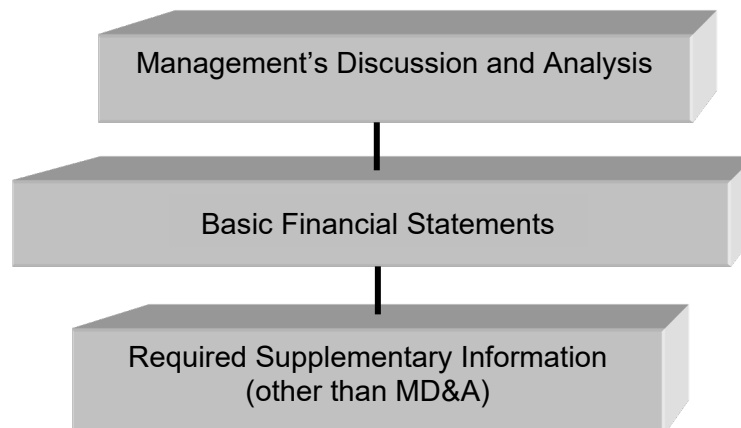 Management’s Discussion and Analysis
Basic Financial Statements
Required Supplementary Information
(other than MD&A)